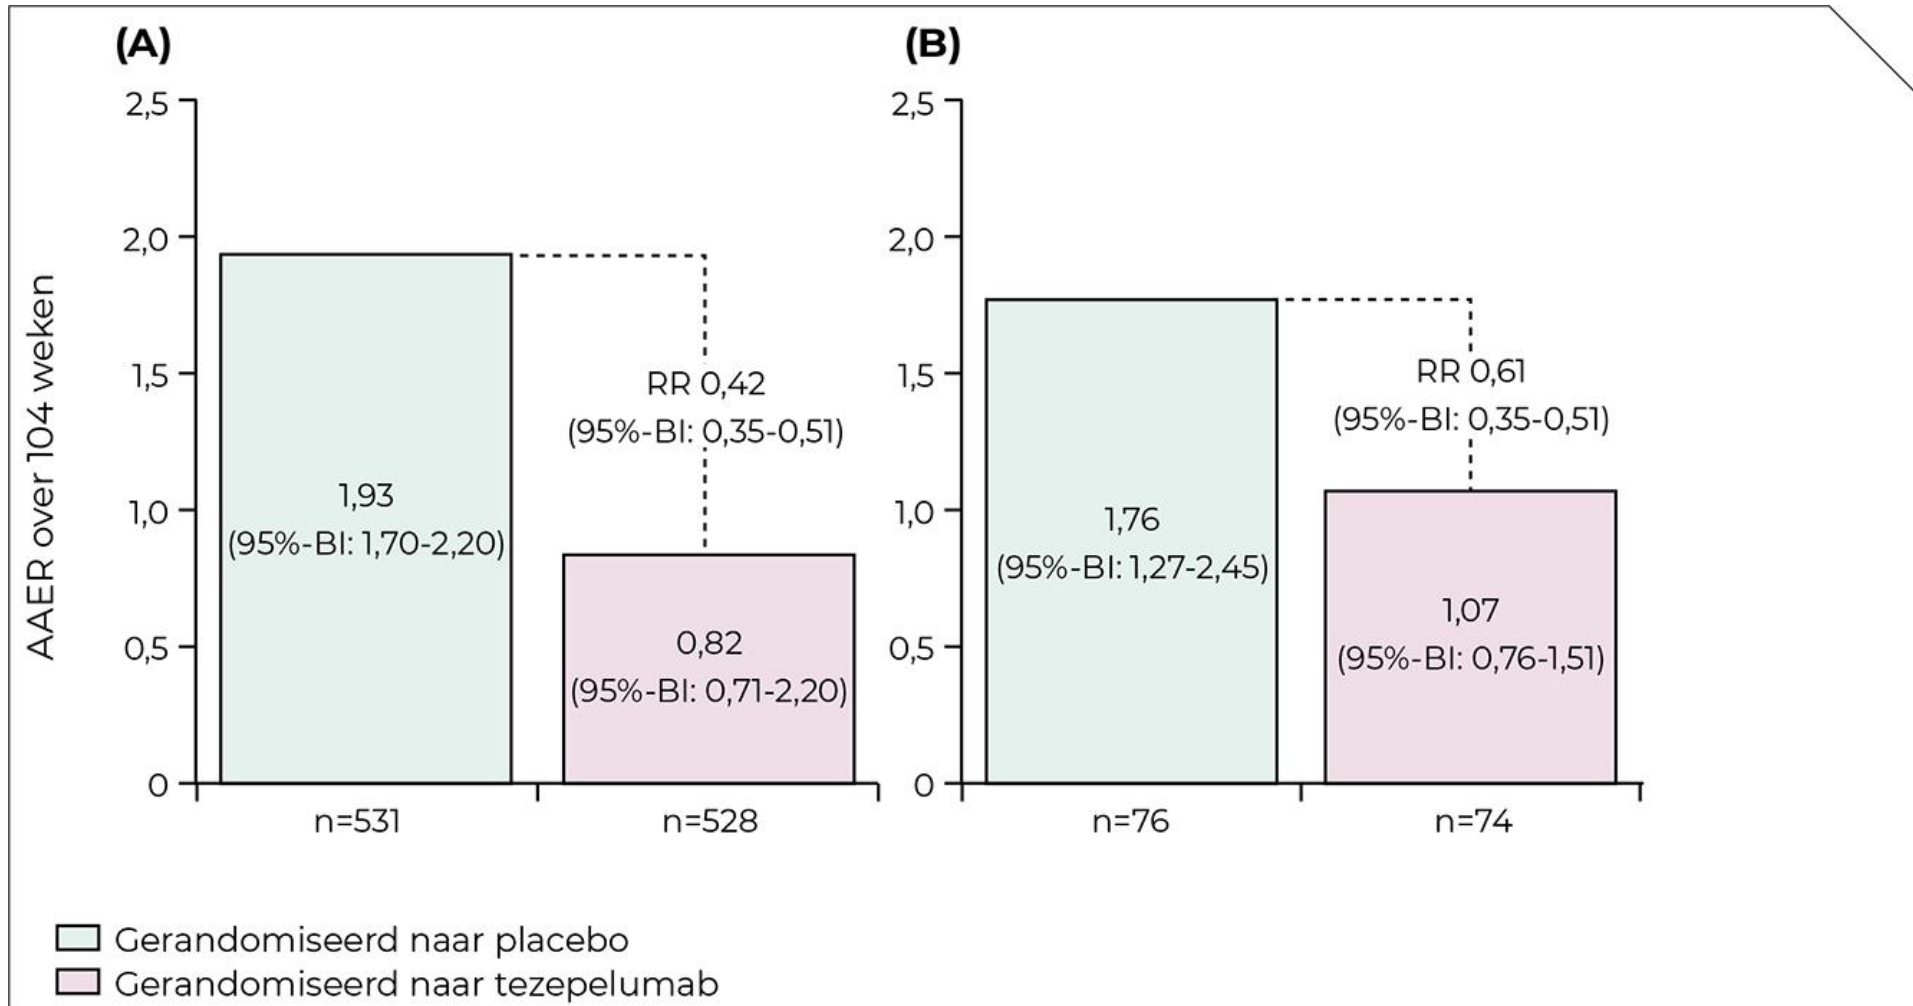 (A)
2,5
2,0
1,5
1,0
0,5
0
AAER over 104 weken
1,93
(95%-BI: 1,70-2,20)
RR 0,42
(95%-BI: 0,35-0,51)
0,82
(95%-BI: 0,71-2,20)
n=531
n=528
(B)
2,5
2,0
1,5
1,0
0,5
0
1,76
(95%-BI: 1,27-2,45)
RR 0,61
(95%-BI: 0,35-0,51)
1,07
(95%-BI: 0,76-1,51)
n=76
n=74
Gerandomiseerd naar placebo
Gerandomiseerd naar tezepelumab